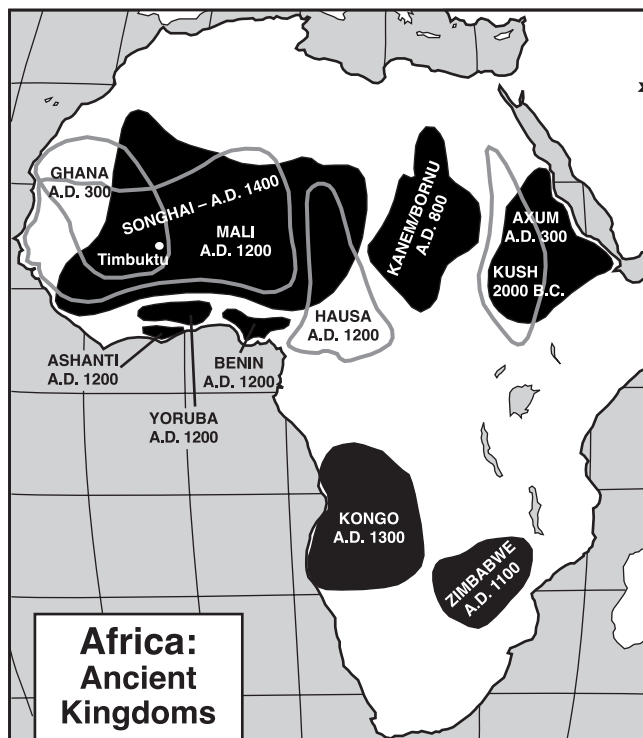 GHANA
A.D. 300
SONGHAI – A.D. 1400
MALI
A.D. 1200
Timbuktu
KANEM/BORNU
A.D. 800
AXUM
A.D. 300
KUSH
2000 B.C.
HAUSA
A.D. 1200
ASHANTI
A.D. 1200
BENIN
A.D. 1200
YORUBA
A.D. 1200
KONGO
A.D. 1300
ZIMBABWE
A.D. 1100
Africa:
Ancient
Kingdoms